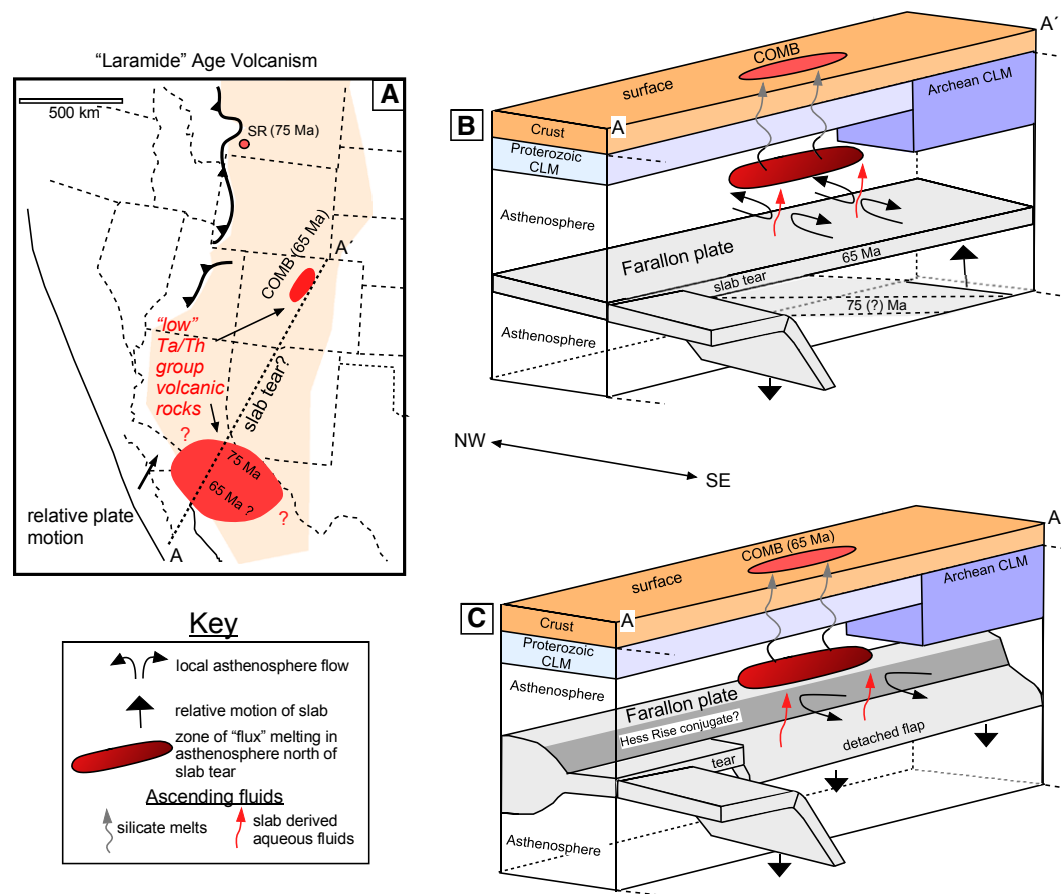 "Laramide" Age Volcanism
A
500 km
SR (75 Ma)
COMB (65 Ma)
A´
"low"
Ta/Th
group
volcanic
rocks
slab tear?
?
75 Ma
65 Ma ?
?
relative plate
motion
A
Key
local asthenosphere flow
relative motion of slab
zone of "flux" melting in
asthenosphere north of
slab tear
Ascending fluids
silicate melts
slab derived
aqueous fluids
A´
COMB
surface
Archean CLM
B
Crust
A
Proterozoic
CLM
Asthenosphere
Farallon plate
65 Ma
slab tear
75 (?) Ma
Asthenosphere
NW
SE
A
COMB (65 Ma)
surface
Archean CLM
C
Crust
A
Proterozoic
CLM
Asthenosphere
Farallon plate
Hess Rise conjugate?
detached flap
tear
Asthenosphere